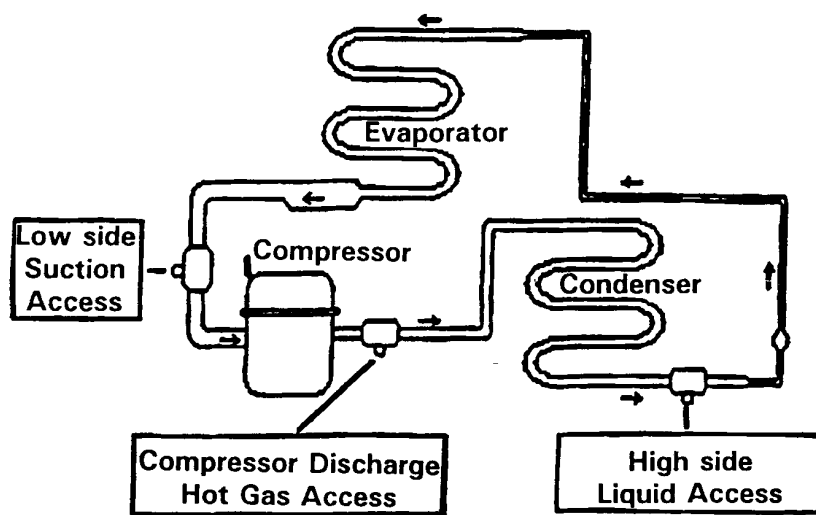 Evaporator
Low side
Suction
Access
Compressor
Condenser
Compressor Discharge
Hot Gas Access
High side
Liquid Access